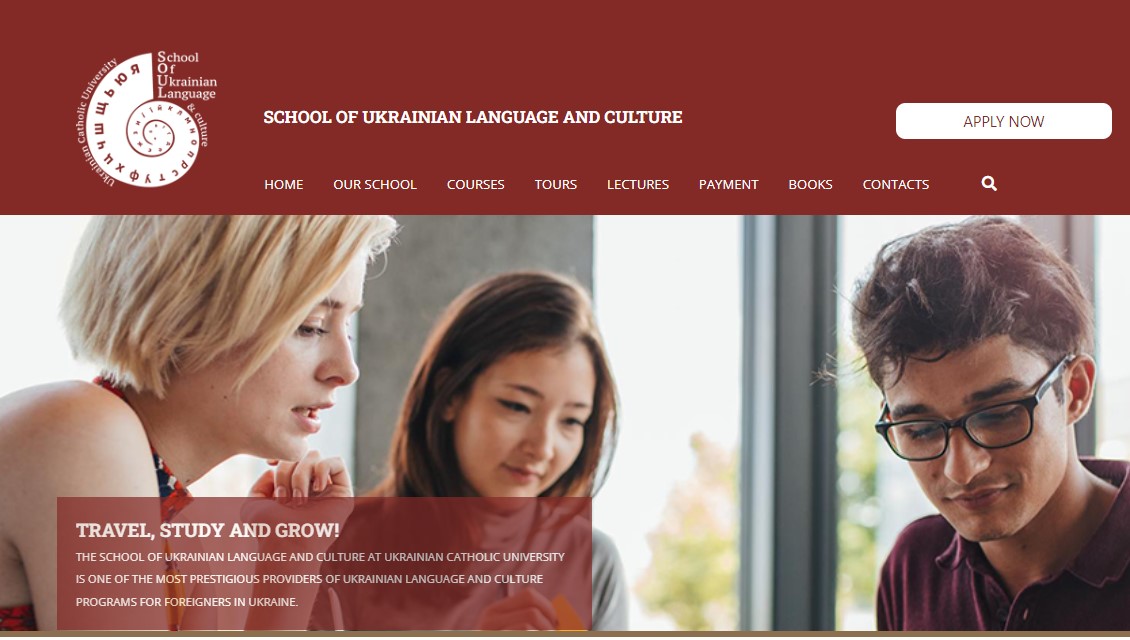 School
Of
Ukrainian
Language
& culture
Ukrainian Catholic University
SCHOOL OF UKRAINIAN LANGUAGE AND CULTURE
APPLY NOW
HOME OUR SCHOOL COURSES TOURS LECTURES PAYMENT BOOKS CONTACTS
TRAVEL, STUDY AND GROW!
THE SCHOOL OF UKRAINIAN LANGUAGE AND CULTURE AT UKRAINIAN CATHOLIC UNIVERSITY
IS ONE OF THE MOST PRESTIGIOUS PROVIDERS OF UKRAINIAN LANGUAGE AND CULTURE
PROGRAMS FOR FOREIGNERS IN UKRAINE.